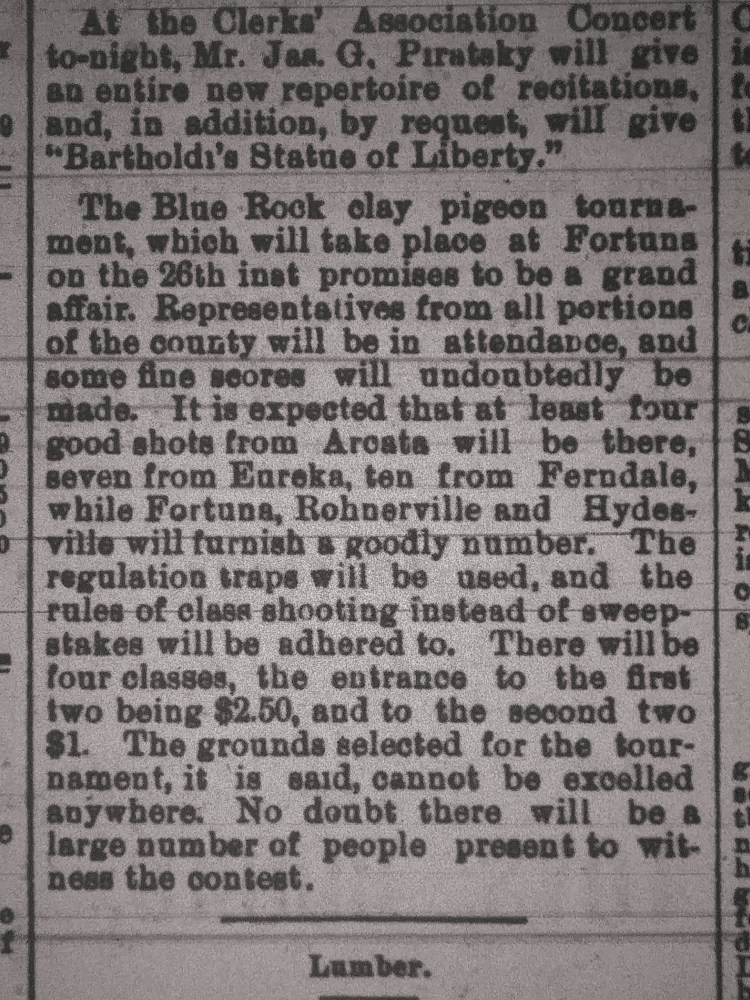 At the Clerks' Association Concert
to-night, Mr. Jas. G. Piratsky will give
an entire new repertoire of recitations,
and, in addition, by request, will give
"Bartholdi's Statue of Liberty."
The Blue Rock clay pigeon tourna-
ment, which will take place at Fortuna
on the 26th inst promises to be a grand
affair. Representatives from all portions
of the county will be in attendance, and
some fine scores will undoubtedly be
made. It is expected that at least four
good shots from Arcata will be there,
seven from Eureka, ten from Ferndale,
while Fortuna, Rohnerville and Hydes-
ville will furnish a goodly number. The
regulation traps will be used, and the
rules of class shooting instead of sweep-
stakes will be adhered to. There will be
four classes, the entrance to the first
two being $2.50, and to the second two
$1. The grounds selected for the tour-
nament, it is said, cannot be excelled
anywhere. No doubt there will be a
large number of people present to wit-
ness the contest.
Lumber.